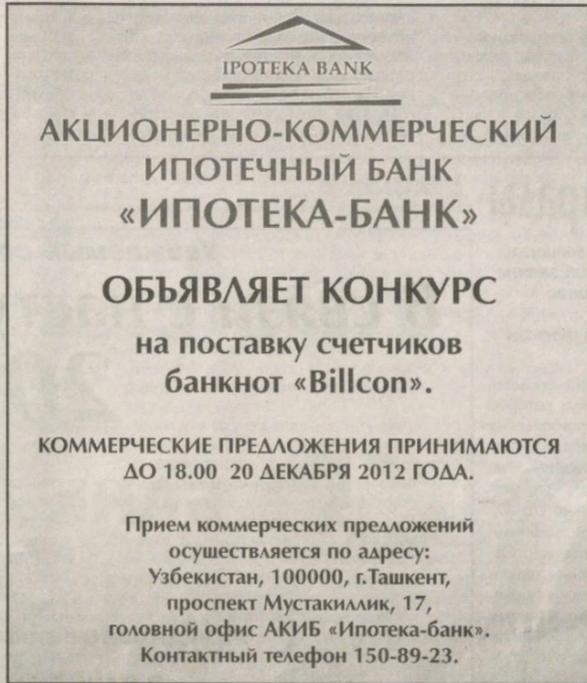 IPOTEKA BANK
АКЦИОНЕРНО-КОММЕРЧЕСКИЙ
ИПОТЕЧНЫЙ БАНК
«ИПОТЕКА-БАНК»
ОБЬЯВЛЯЕТ КОНКУРС
на поставку счетчиков
банкнот «Billcon».
КОММЕРЧЕСКИЕ ПРЕДЛОЖЕНИЯ ПРИНИМАЮТСЯ
ДО 18.00 20 ДЕКАБРЯ 2012 ГОДА.
Прием коммерческих предложений
осуществляется по адресу:
Узбекистан, 100000, г.Ташкент,
проспект Мустакиллик, 17,
головной офис АКИБ «Ипотека-банк».
Контактный телефон 150-89-23.